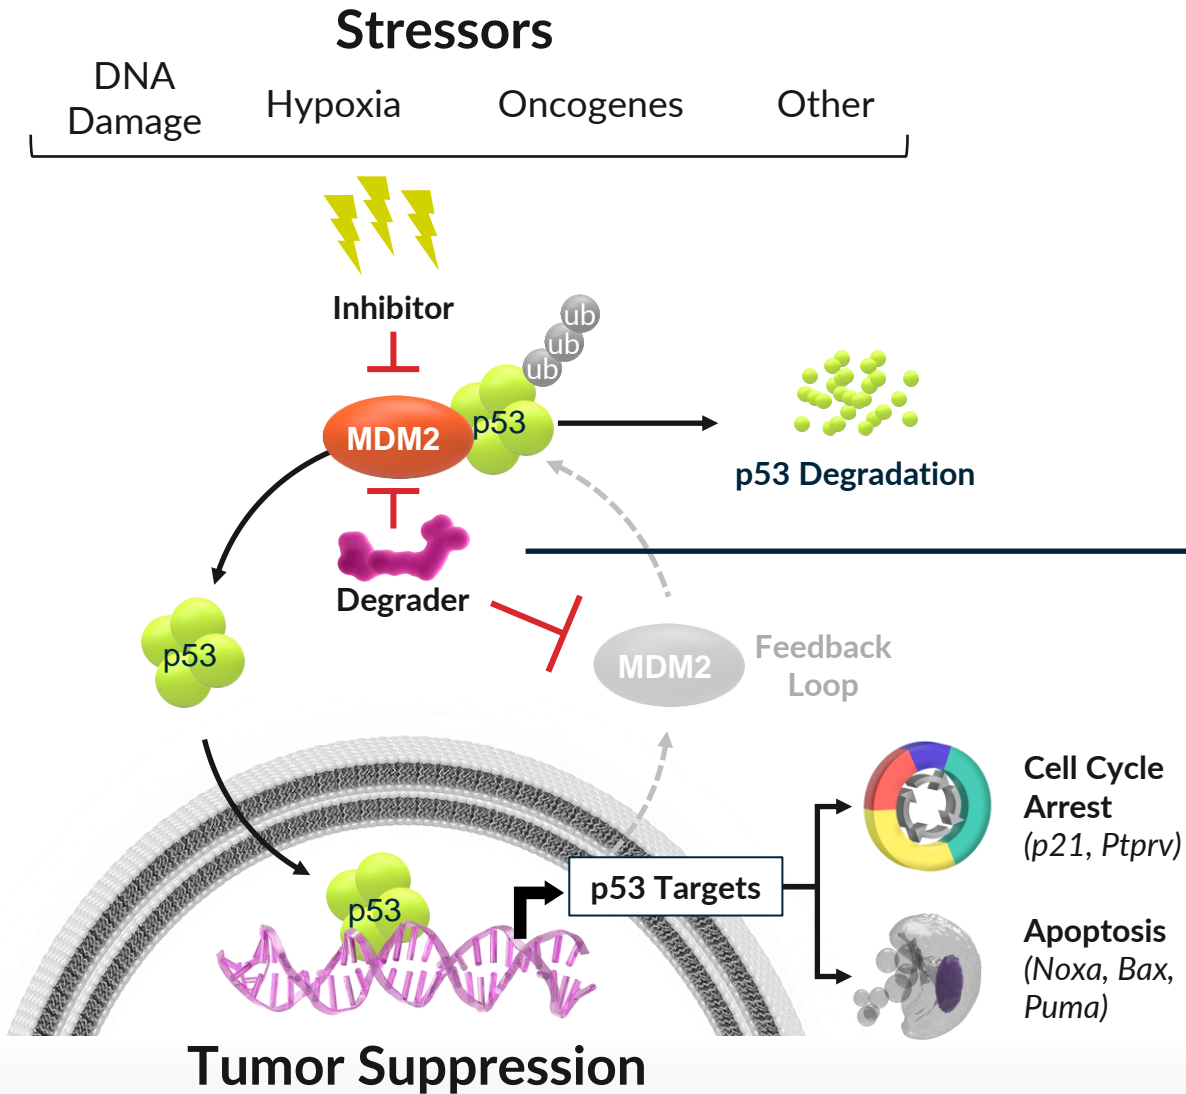 Stressors
DNA
Damage
Hypoxia
Oncogenes
Other
Inhibitor
ub
ub
ub
MDM2
p53
p53 Degradation
Degrader
p53
MDM2
Feedback
Loop
Cell Cycle
Arrest
(p21, Ptprv)
p53 Targets
p53
Apoptosis
(Noxa, Bax,
Puma)
Tumor Suppression